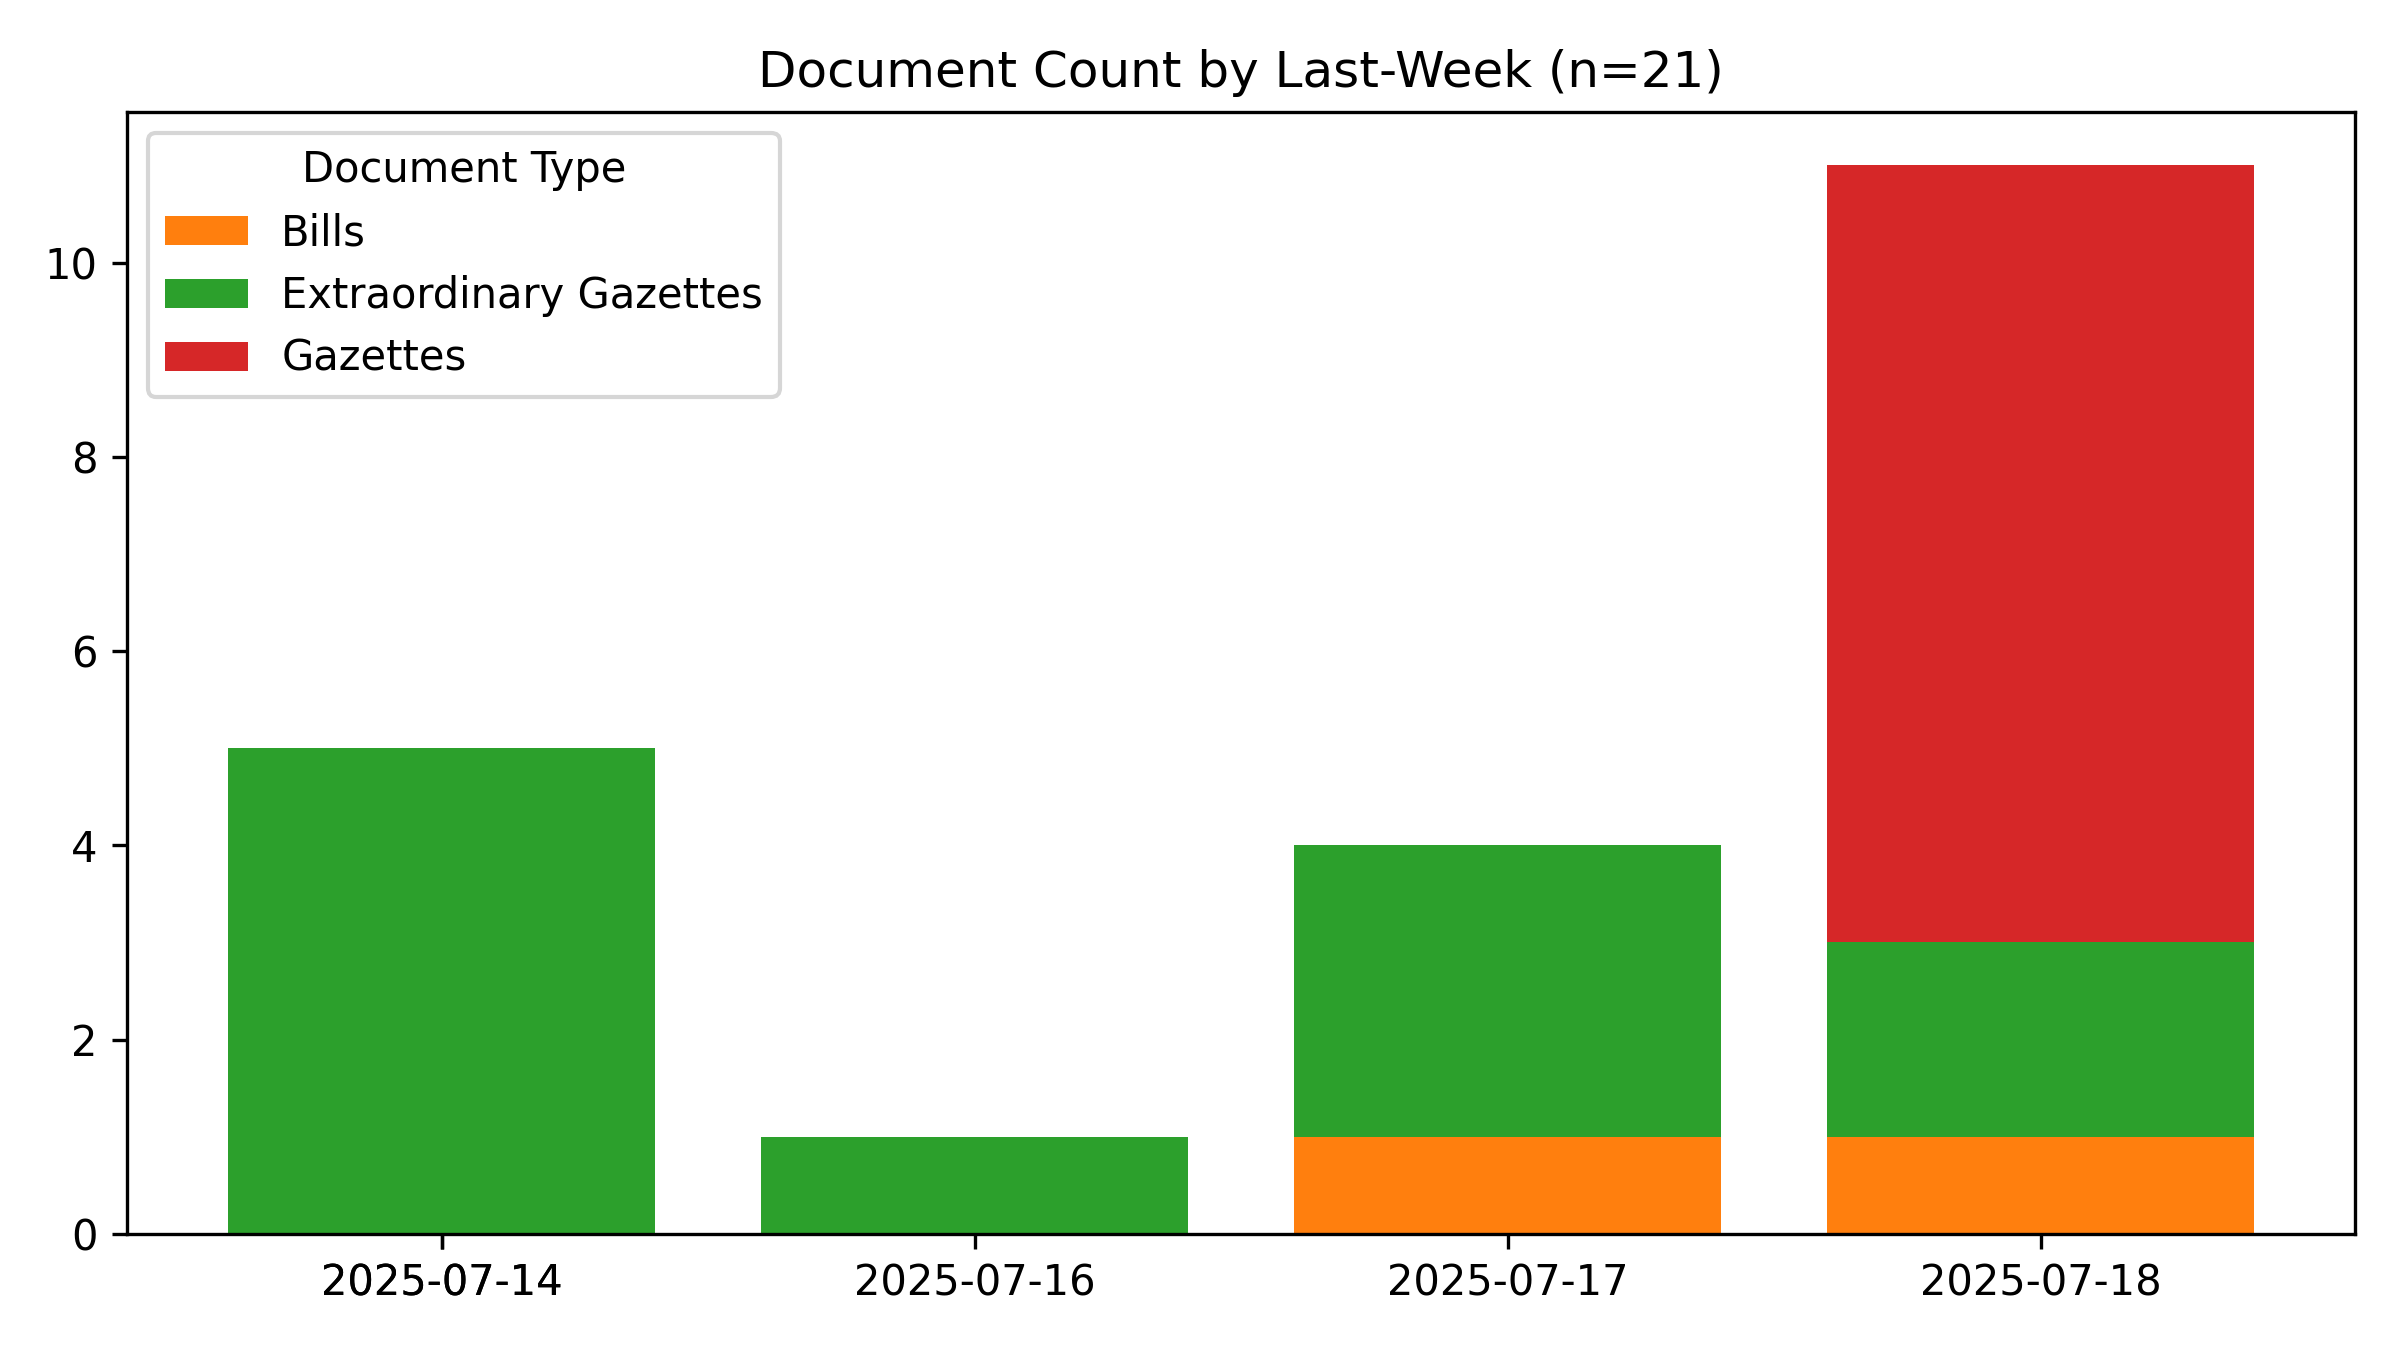 Document Count by Last-Week (n=21)
Document Type
Bills
Extraordinary Gazettes
Gazettes
10
8
6
4
2
0
2025-07-14
2025-07-16
2025-07-17
2025-07-18